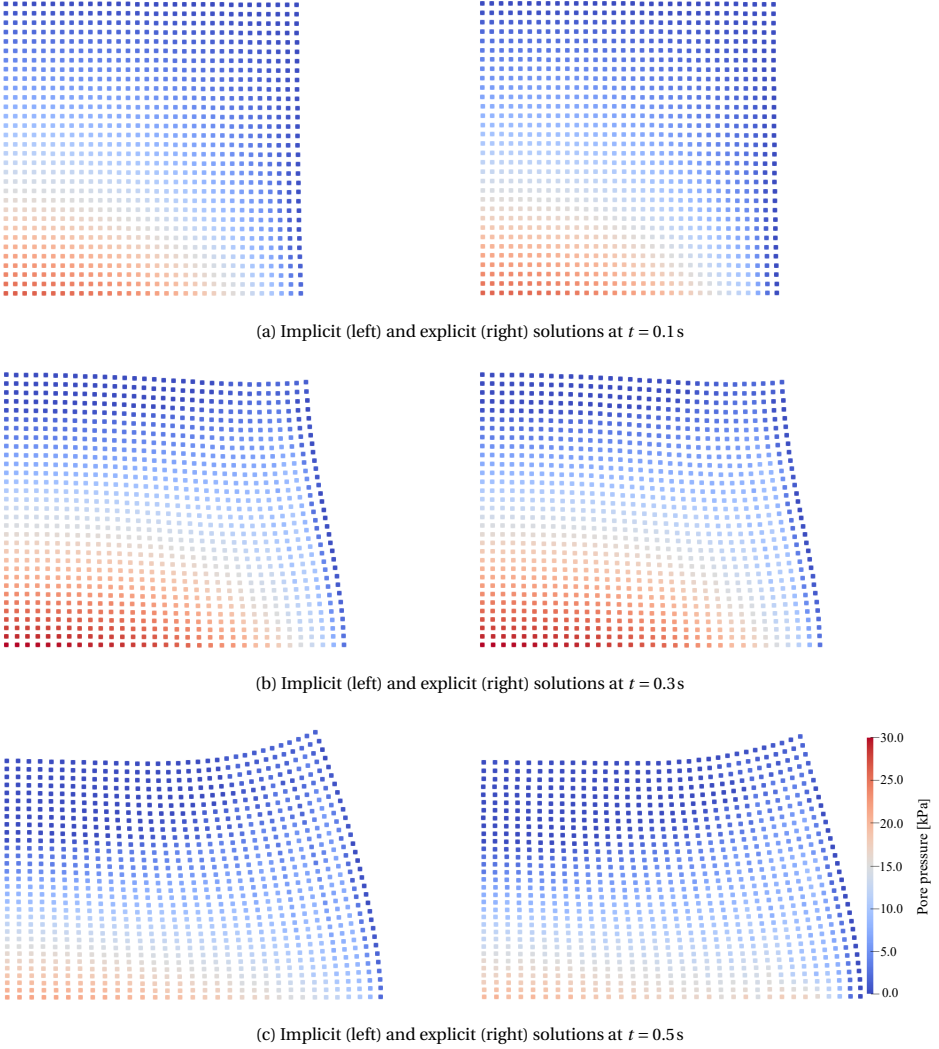 (a) Implicit (left) and explicit (right) solutions at t = 0.1 s
(b) Implicit (left) and explicit (right) solutions at t = 0.3 s
30.0
25.0
20.0
15.0
10.0
5.0
0.0
Pore pressure [kPa]
(c) Implicit (left) and explicit (right) solutions at t = 0.5 s